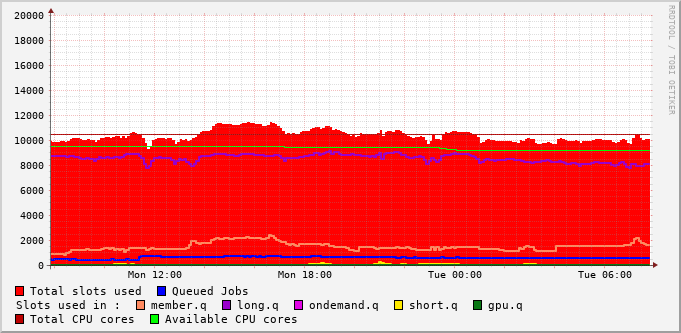 20000
18000
16000
14000
12000
10000
8000
6000
4000
2000
0
Mon 12:00 Mon 18:00 Tue 00:00 Tue 06:00
RRDTOOL / TOBI OETIKER
Total slots used Queued Jobs
Slots used in : member.q long.q ondemand.q short.q gpu.q
Total CPU cores Available CPU cores